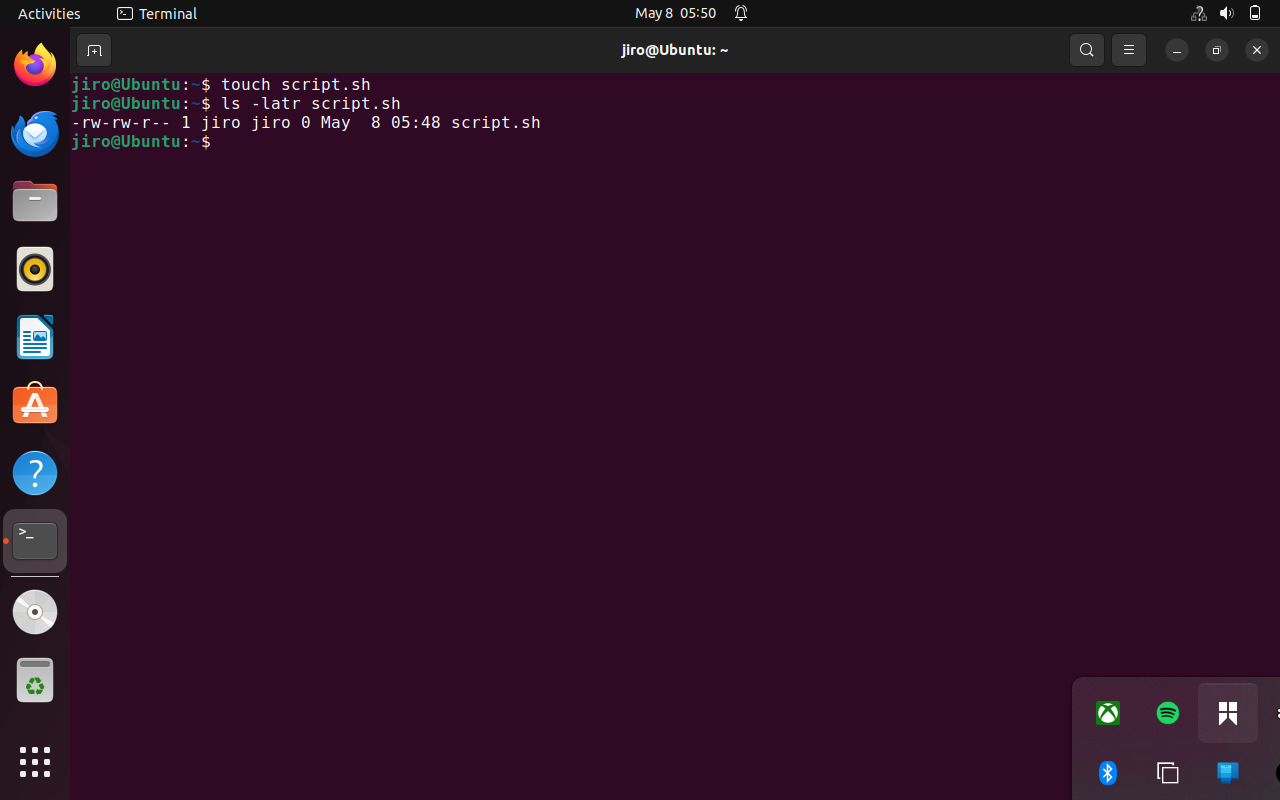 Activities
Terminal
May 8 05:50
jiro@Ubuntu: ~
jiro@Ubuntu:~$ touch script.sh
jiro@Ubuntu:~$ ls -latr script.sh
-rw-rw-r-- 1 jiro jiro 0 May  8 05:48 script.sh
jiro@Ubuntu:~$